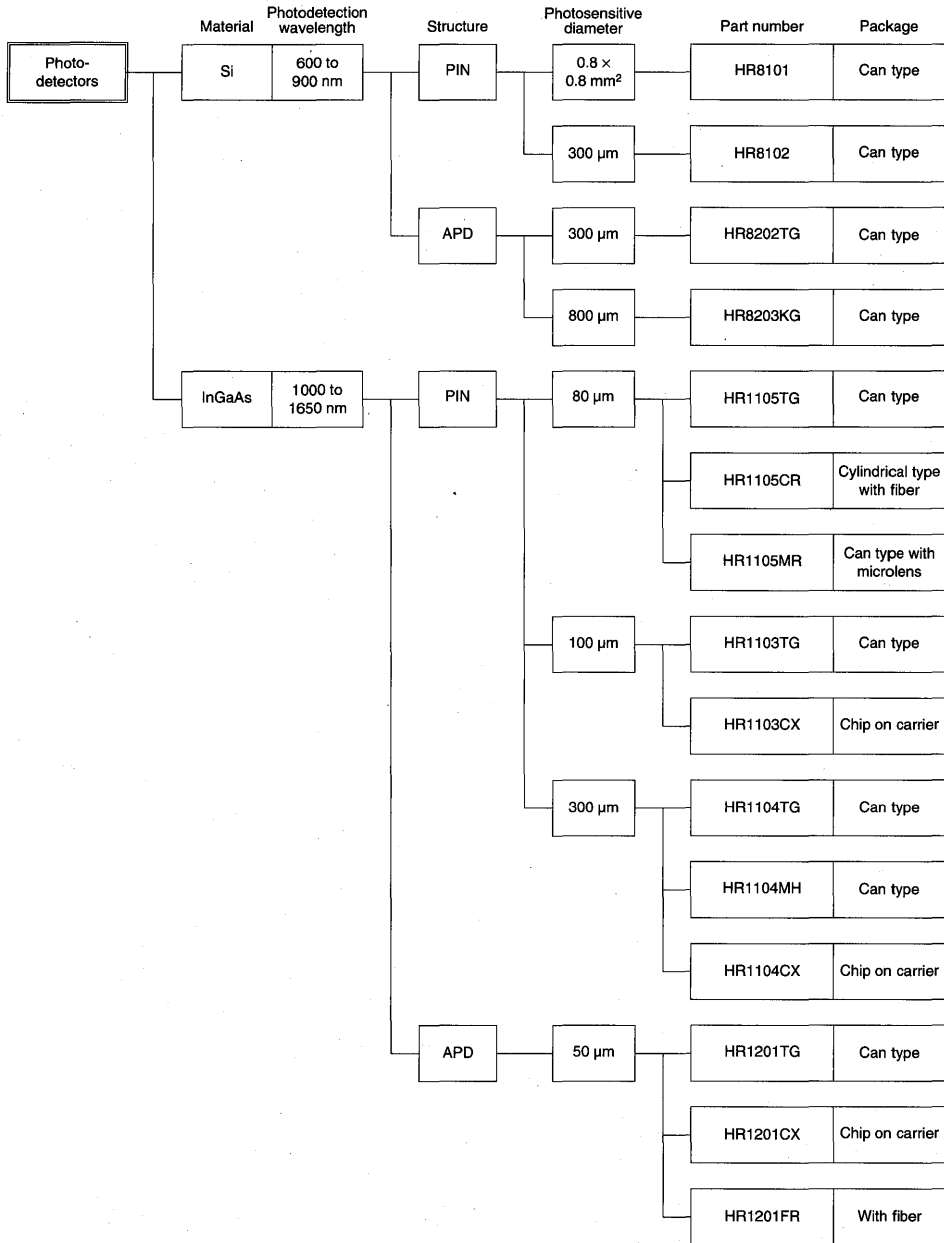 Material Photodetection wavelength Structure Photosensitive diameter Part number Package
Photo-
detectors
Si 600 to 900 nm PIN 0.8 × 0.8 mm² HR8101 Can type
300 µm HR8102 Can type
APD 300 µm HR8202TG Can type
800 µm HR8203KG Can type
InGaAs 1000 to 1650 nm PIN 80 µm HR1105TG Can type
HR1105CR Cylindrical type with fiber
HR1105MR Can type with microlens
100 µm HR1103TG Can type
HR1103CX Chip on carrier
300 µm HR1104TG Can type
HR1104MH Can type
HR1104CX Chip on carrier
APD 50 µm HR1201TG Can type
HR1201CX Chip on carrier
HR1201FR With fiber